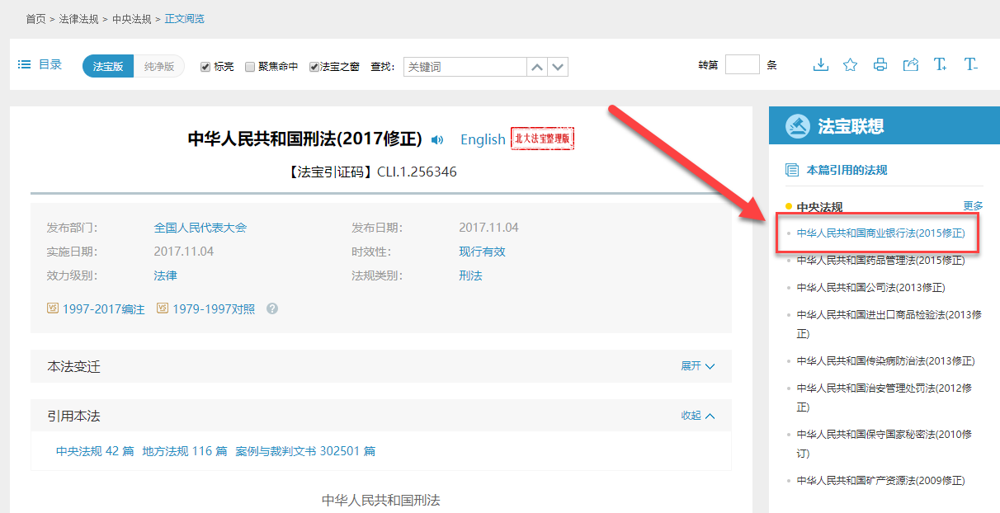 首页 > 法律法规 > 中央法规 > 正文阅览
目录 法宝版 纯净版 标亮 聚焦命中 法宝之窗 查找: 关键词 转第 条
中华人民共和国刑法(2017修正) English 北大法宝整理版
【法宝引证码】CLI.1.256346
发布部门: 全国人民代表大会 发布日期: 2017.11.04
实施日期: 2017.11.04 时效性: 现行有效
效力级别: 法律 法规类别: 刑法
VS 1997-2017编注 VS 1979-1997对照 ?
本法变迁 展开
引用本法 收起
中央法规 42 篇 地方法规 116 篇 案例与裁判文书 302501 篇
中华人民共和国刑法
法宝联想
本篇引用的法规
中央法规 更多
中华人民共和国商业银行法(2015修正)
中华人民共和国药品管理法(2015修正)
中华人民共和国公司法(2013修正)
中华人民共和国进出口商品检验法(2013修
正)
中华人民共和国传染病防治法(2013修正)
中华人民共和国治安管理处罚法(2012修
正)
中华人民共和国保守国家秘密法(2010修
订)
中华人民共和国矿产资源法(2009修正)